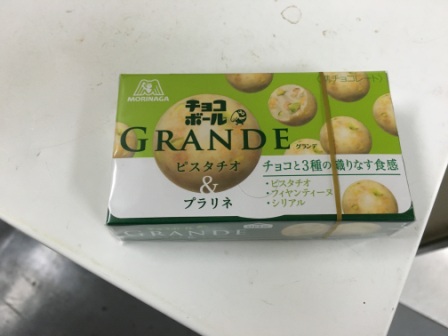 MORINAGA
チョコ
ボール
GRANDE
グランデ
ピスタチオ
&
プラリネ
チョコと3種の織りなす食感
・ピスタチオ
・フィヤンティーヌ
・シリアル
GRANDE